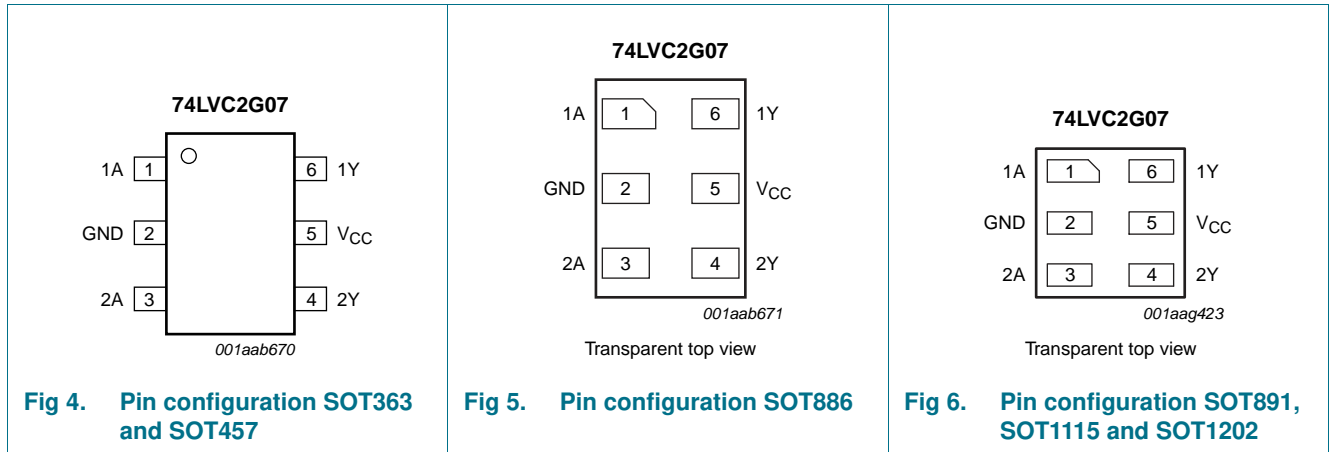 74LVC2G07
1A 1 6 1Y
GND 2 5 VCC
2A 3 4 2Y
001aab670
Fig 4. Pin configuration SOT363
and SOT457
74LVC2G07
1A 1 6 1Y
GND 2 5 VCC
2A 3 4 2Y
001aab671
Transparent top view
Fig 5. Pin configuration SOT886
74LVC2G07
1A 1 6 1Y
GND 2 5 VCC
2A 3 4 2Y
001aag423
Transparent top view
Fig 6. Pin configuration SOT891,
SOT1115 and SOT1202